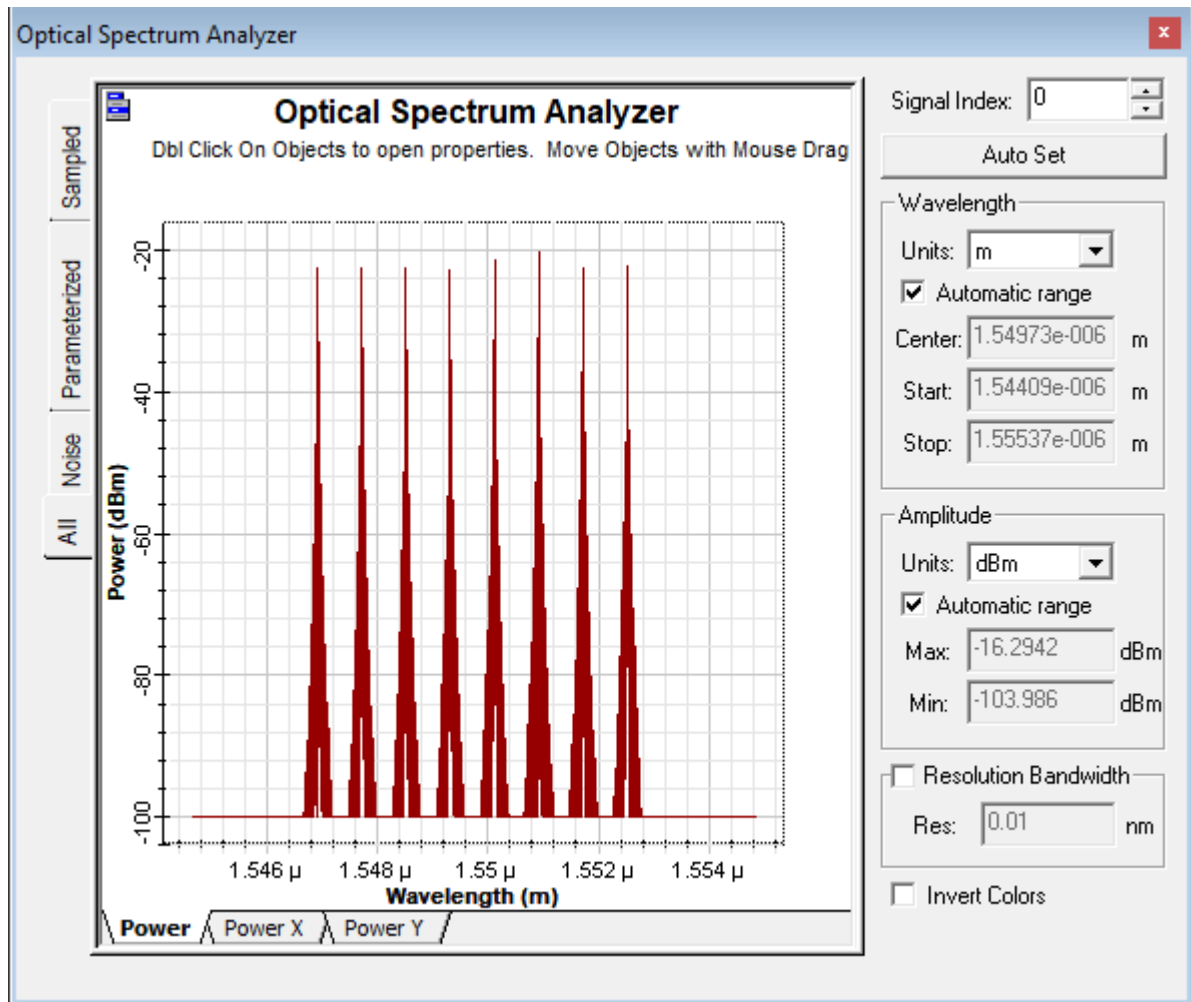 Optical Spectrum Analyzer
x
Sampled
Parameterized
Noise
All
Optical Spectrum Analyzer
Dbl Click On Objects to open properties. Move Objects with Mouse Drag
Power (dBm)
-20
-40
-60
-80
-100
1.546 µ 1.548 µ 1.55 µ 1.552 µ 1.554 µ
Wavelength (m)
Power Power X Power Y
Signal Index: 0
Auto Set
Wavelength
Units: m
Automatic range
Center: 1.54973e-006 m
Start: 1.54409e-006 m
Stop: 1.55537e-006 m
Amplitude
Units: dBm
Automatic range
Max: -16.2942 dBm
Min: -103.986 dBm
Resolution Bandwidth
Res: 0.01 nm
Invert Colors